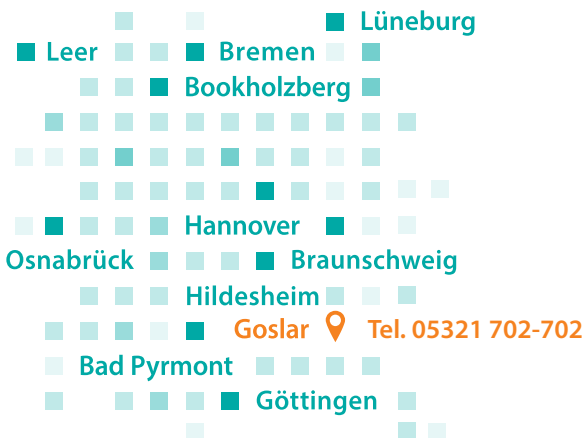 Lüneburg
Leer Bremen
Bookholzberg
Hannover
Osnabrück Braunschweig
Hildesheim
Goslar Tel. 05321 702-702
Bad Pyrmont
Göttingen